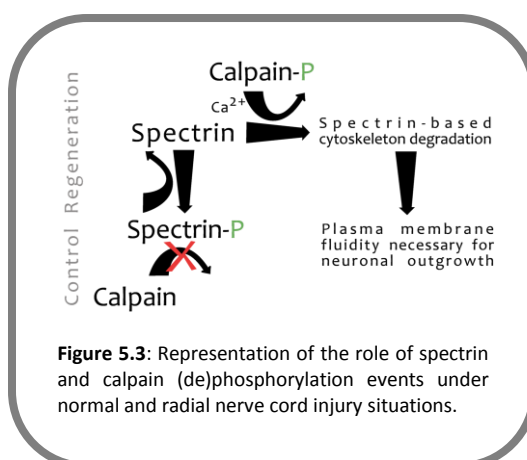 Control Regeneration
Calpain-P
Ca2+
Spectrin
Spectrin-based
cytoskeleton degradation
Spectrin-P
Plasma membrane
fluidity necessary for
neuronal outgrowth
Calpain
Figure 5.3: Representation of the role of spectrin
and calpain (de)phosphorylation events under
normal and radial nerve cord injury situations.